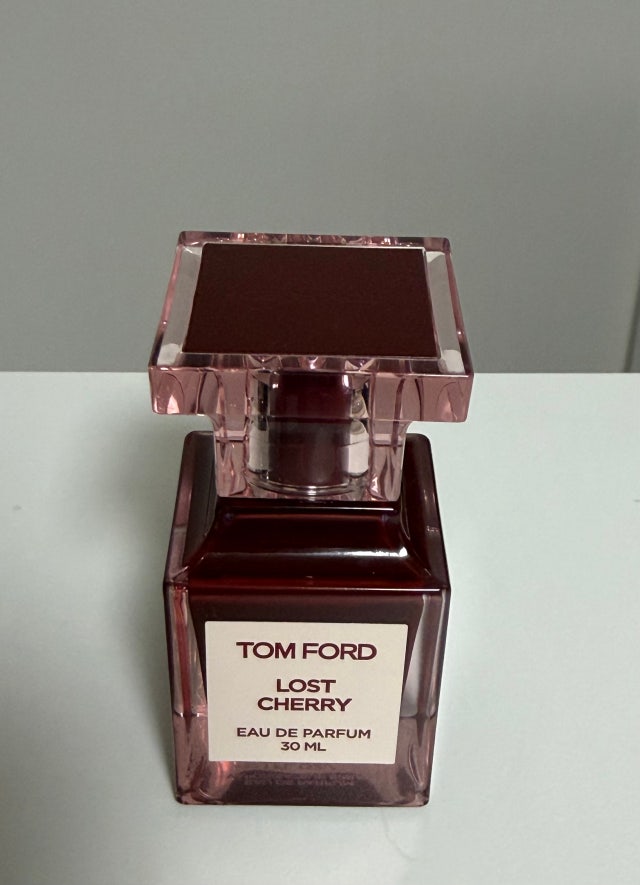 TOM FORD
LOST
CHERRY
EAU DE PARFUM
30 ML